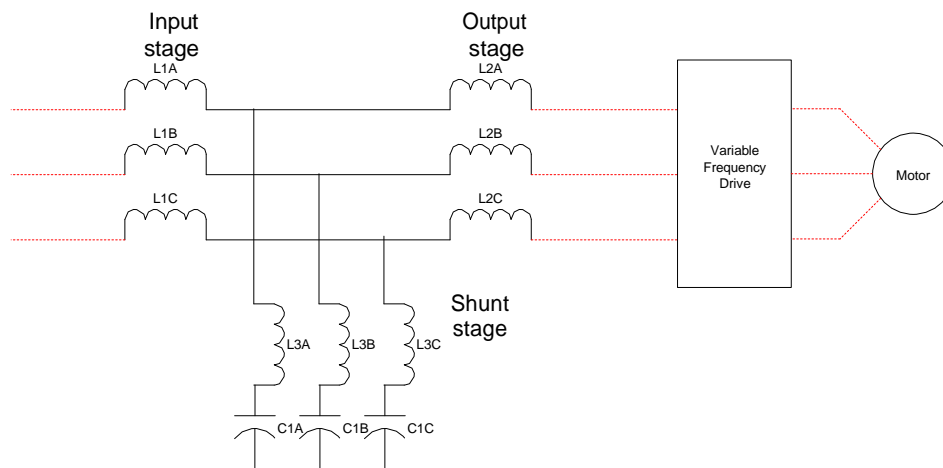 Input
stage
Output
stage
L1A
L2A
L1B
L2B
L1C
L2C
Variable
Frequency
Drive
Motor
Shunt
stage
L3A
L3B
L3C
C1A
C1B
C1C